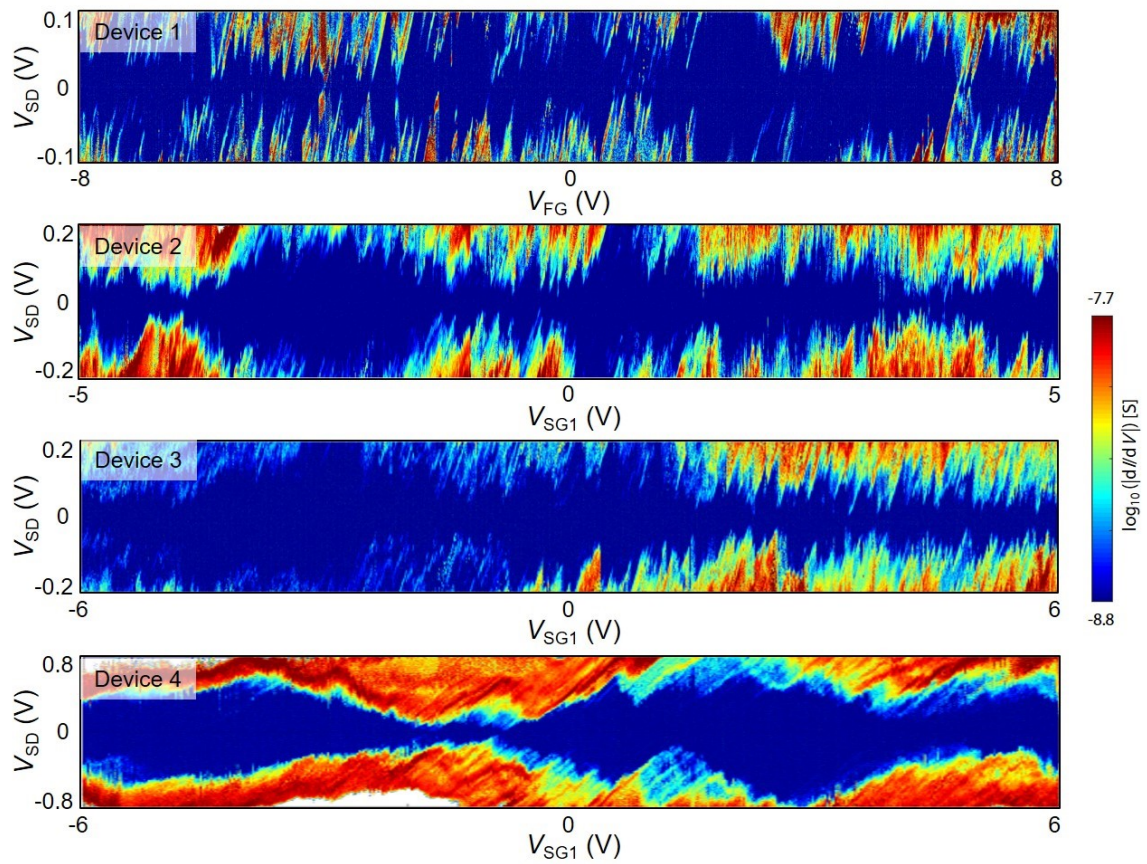 0.1
Device 1
V_SD (V)
0
-0.1
-8
0
8
V_FG (V)
0.2
Device 2
V_SD (V)
0
-0.2
-5
0
5
V_SG1 (V)
0.2
Device 3
V_SD (V)
0
-0.2
-6
0
6
V_SG1 (V)
0.8
Device 4
V_SD (V)
0
-0.8
-6
0
6
V_SG1 (V)
-7.7
log₁₀(|dI/dV|) [S]
-8.8